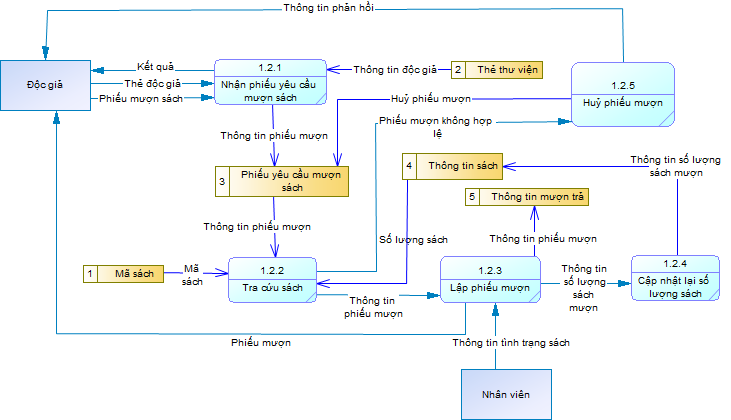 Thông tin phản hồi
Kết quả
Thẻ độc giả
Phiếu mượn sách
Độc giả
1.2.1
Nhận phiếu yêu cầu
mượn sách
Thông tin độc giả
2 Thẻ thư viện
1.2.5
Huỷ phiếu mượn
Huỷ phiếu mượn
Phiếu mượn không hợp
lệ
Thông tin phiếu mượn
3 Phiếu yêu cầu mượn
sách
4 Thông tin sách
Thông tin số lượng
sách mượn
5 Thông tin mượn trả
Thông tin phiếu mượn
Số lượng sách
Thông tin phiếu mượn
1 Mã sách
Mã
sách
1.2.2
Tra cứu sách
Thông tin
phiếu mượn
1.2.3
Lập phiếu mượn
Thông tin
số lượng
sách
mượn
1.2.4
Cập nhật lại số
lượng sách
Phiếu mượn
Thông tin tình trạng sách
Nhân viên